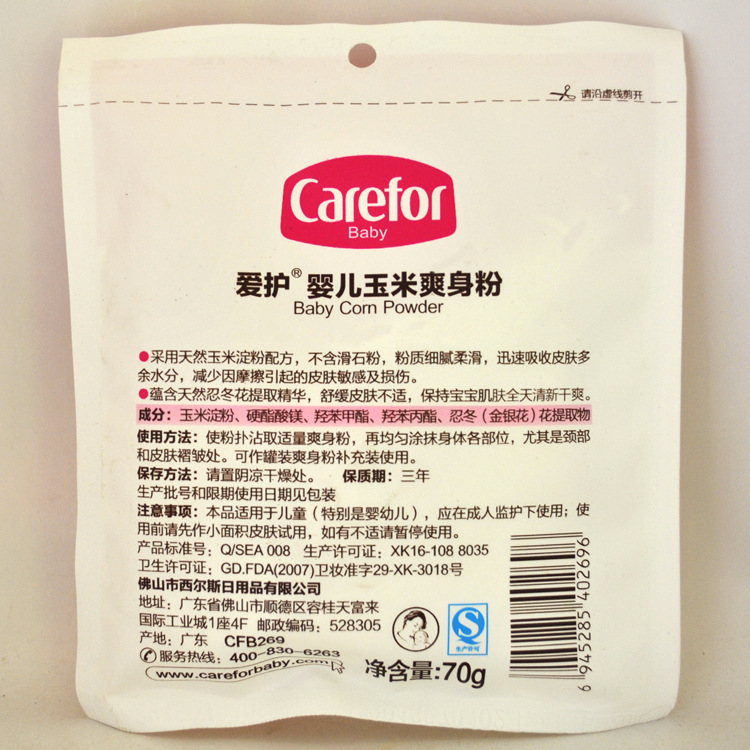 请沿虚线剪开
Carefor
Baby
爱护® 婴儿玉米爽身粉
Baby Corn Powder
●采用天然玉米淀粉配方，不含滑石粉，粉质细腻柔滑，迅速吸收皮肤多
余水分，减少因摩擦引起的皮肤敏感及损伤。
●蕴含天然忍冬花提取精华，舒缓皮肤不适，保持宝宝肌肤全天清新干爽。
成分：玉米淀粉、硬酯酸镁、羟苯甲酯、羟苯丙酯、忍冬（金银花）花提取物
使用方法：使粉扑沾取适量爽身粉，再均匀涂抹身体各部位，尤其是颈部
和皮肤褶皱处。可作罐装爽身粉补充装使用。
保存方法：请置阴凉干燥处。 保质期：三年
生产批号和限期使用日期见包装
注意事项：本品适用于儿童（特别是婴幼儿），应在成人监护下使用；使
用前请先作小面积皮肤试用，如有不适请暂停使用。
产品标准号：Q/SEA 008 生产许可证：XK16-108 8035
卫生许可证：GD.FDA(2007)卫妆准字29-XK-3018号
佛山市西尔斯日用品有限公司
地址：广东省佛山市顺德区容桂天富来
国际工业城1座4F 邮政编码：528305
产地：广东 CFB269
服务热线：400-830-6263
www.careforbaby.com
QS
生产许可
净含量:70g
6 945285 402696